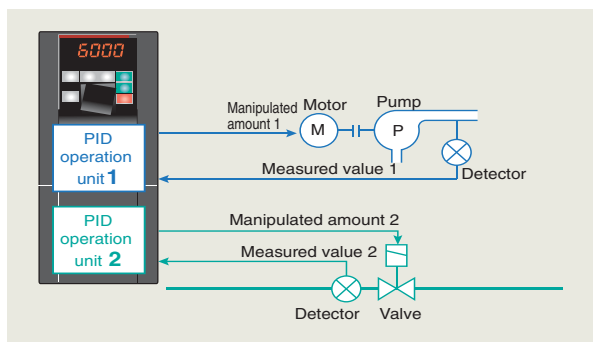 6000
PID
operation
unit 1
Manipulated
amount 1
Motor
M
Pump
P
Measured value 1
Detector
PID
operation
unit 2
Manipulated amount 2
Measured value 2
Detector
Valve